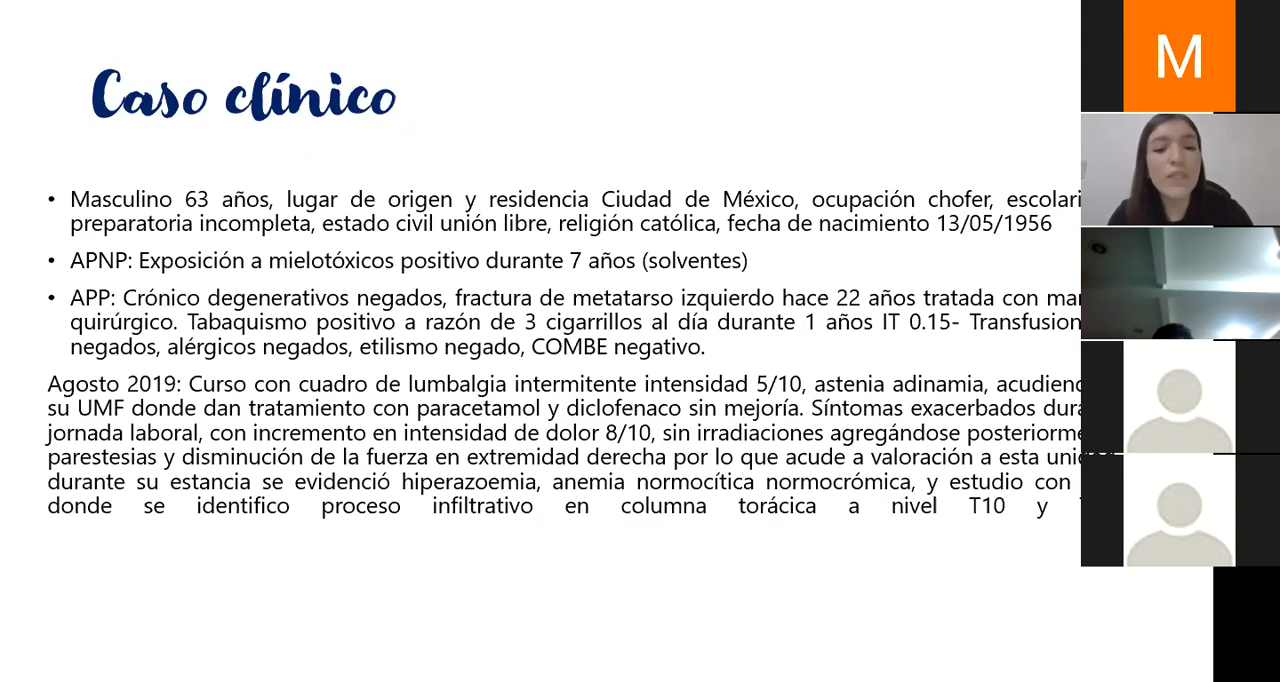 Caso clínico
• Masculino 63 años, lugar de origen y residencia Ciudad de México, ocupación chofer,
preparatoria incompleta, estado civil unión libre, religión católica, fecha de nacimiento 13/05/1956
• APNP: Exposición a mielotóxicos positivo durante 7 años (solventes)
• APP: Crónico degenerativos negados, fractura de metatarso izquierdo hace 22 años tratada con
quirúrgico. Tabaquismo positivo a razón de 3 cigarrillos al día durante 1 años IT 0.15-
negados, alérgicos negados, etilismo negado, COMBE negativo.
Agosto 2019: Curso con cuadro de lumbalgia intermitente intensidad 5/10, astenia adinamia,
su UMF donde dan tratamiento con paracetamol y diclofenaco sin mejoría. Síntomas exacerbados
jornada laboral, con incremento en intensidad de dolor 8/10, sin irradiaciones agregándose
parestesias y disminución de la fuerza en extremidad derecha por lo que acude a valoración a esta
durante su estancia se evidenció hiperazoemia, anemia normocítica normocrómica, y estudio con
donde se identifico proceso infiltrativo en columna torácica a nivel T10 y
M